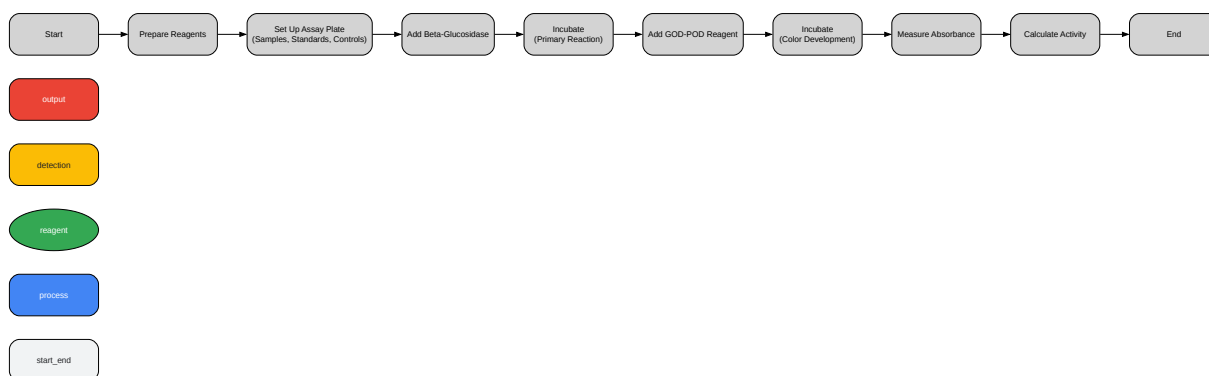 Start
Prepare Reagents
Set Up Assay Plate
(Samples, Standards, Controls)
Add Beta-Glucosidase
Incubate
(Primary Reaction)
Add GOD-POD Reagent
Incubate
(Color Development)
Measure Absorbance
Calculate Activity
End
output
detection
reagent
process
start_end